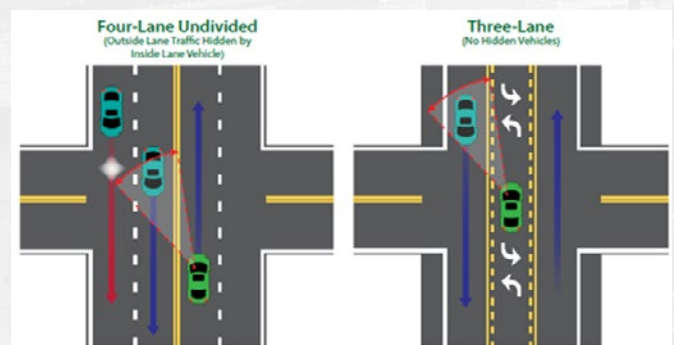 Four-Lane Undivided
(Outside Lane Traffic Hidden by
Inside Lane Vehicle)
Three-Lane
(No Hidden Vehicles)